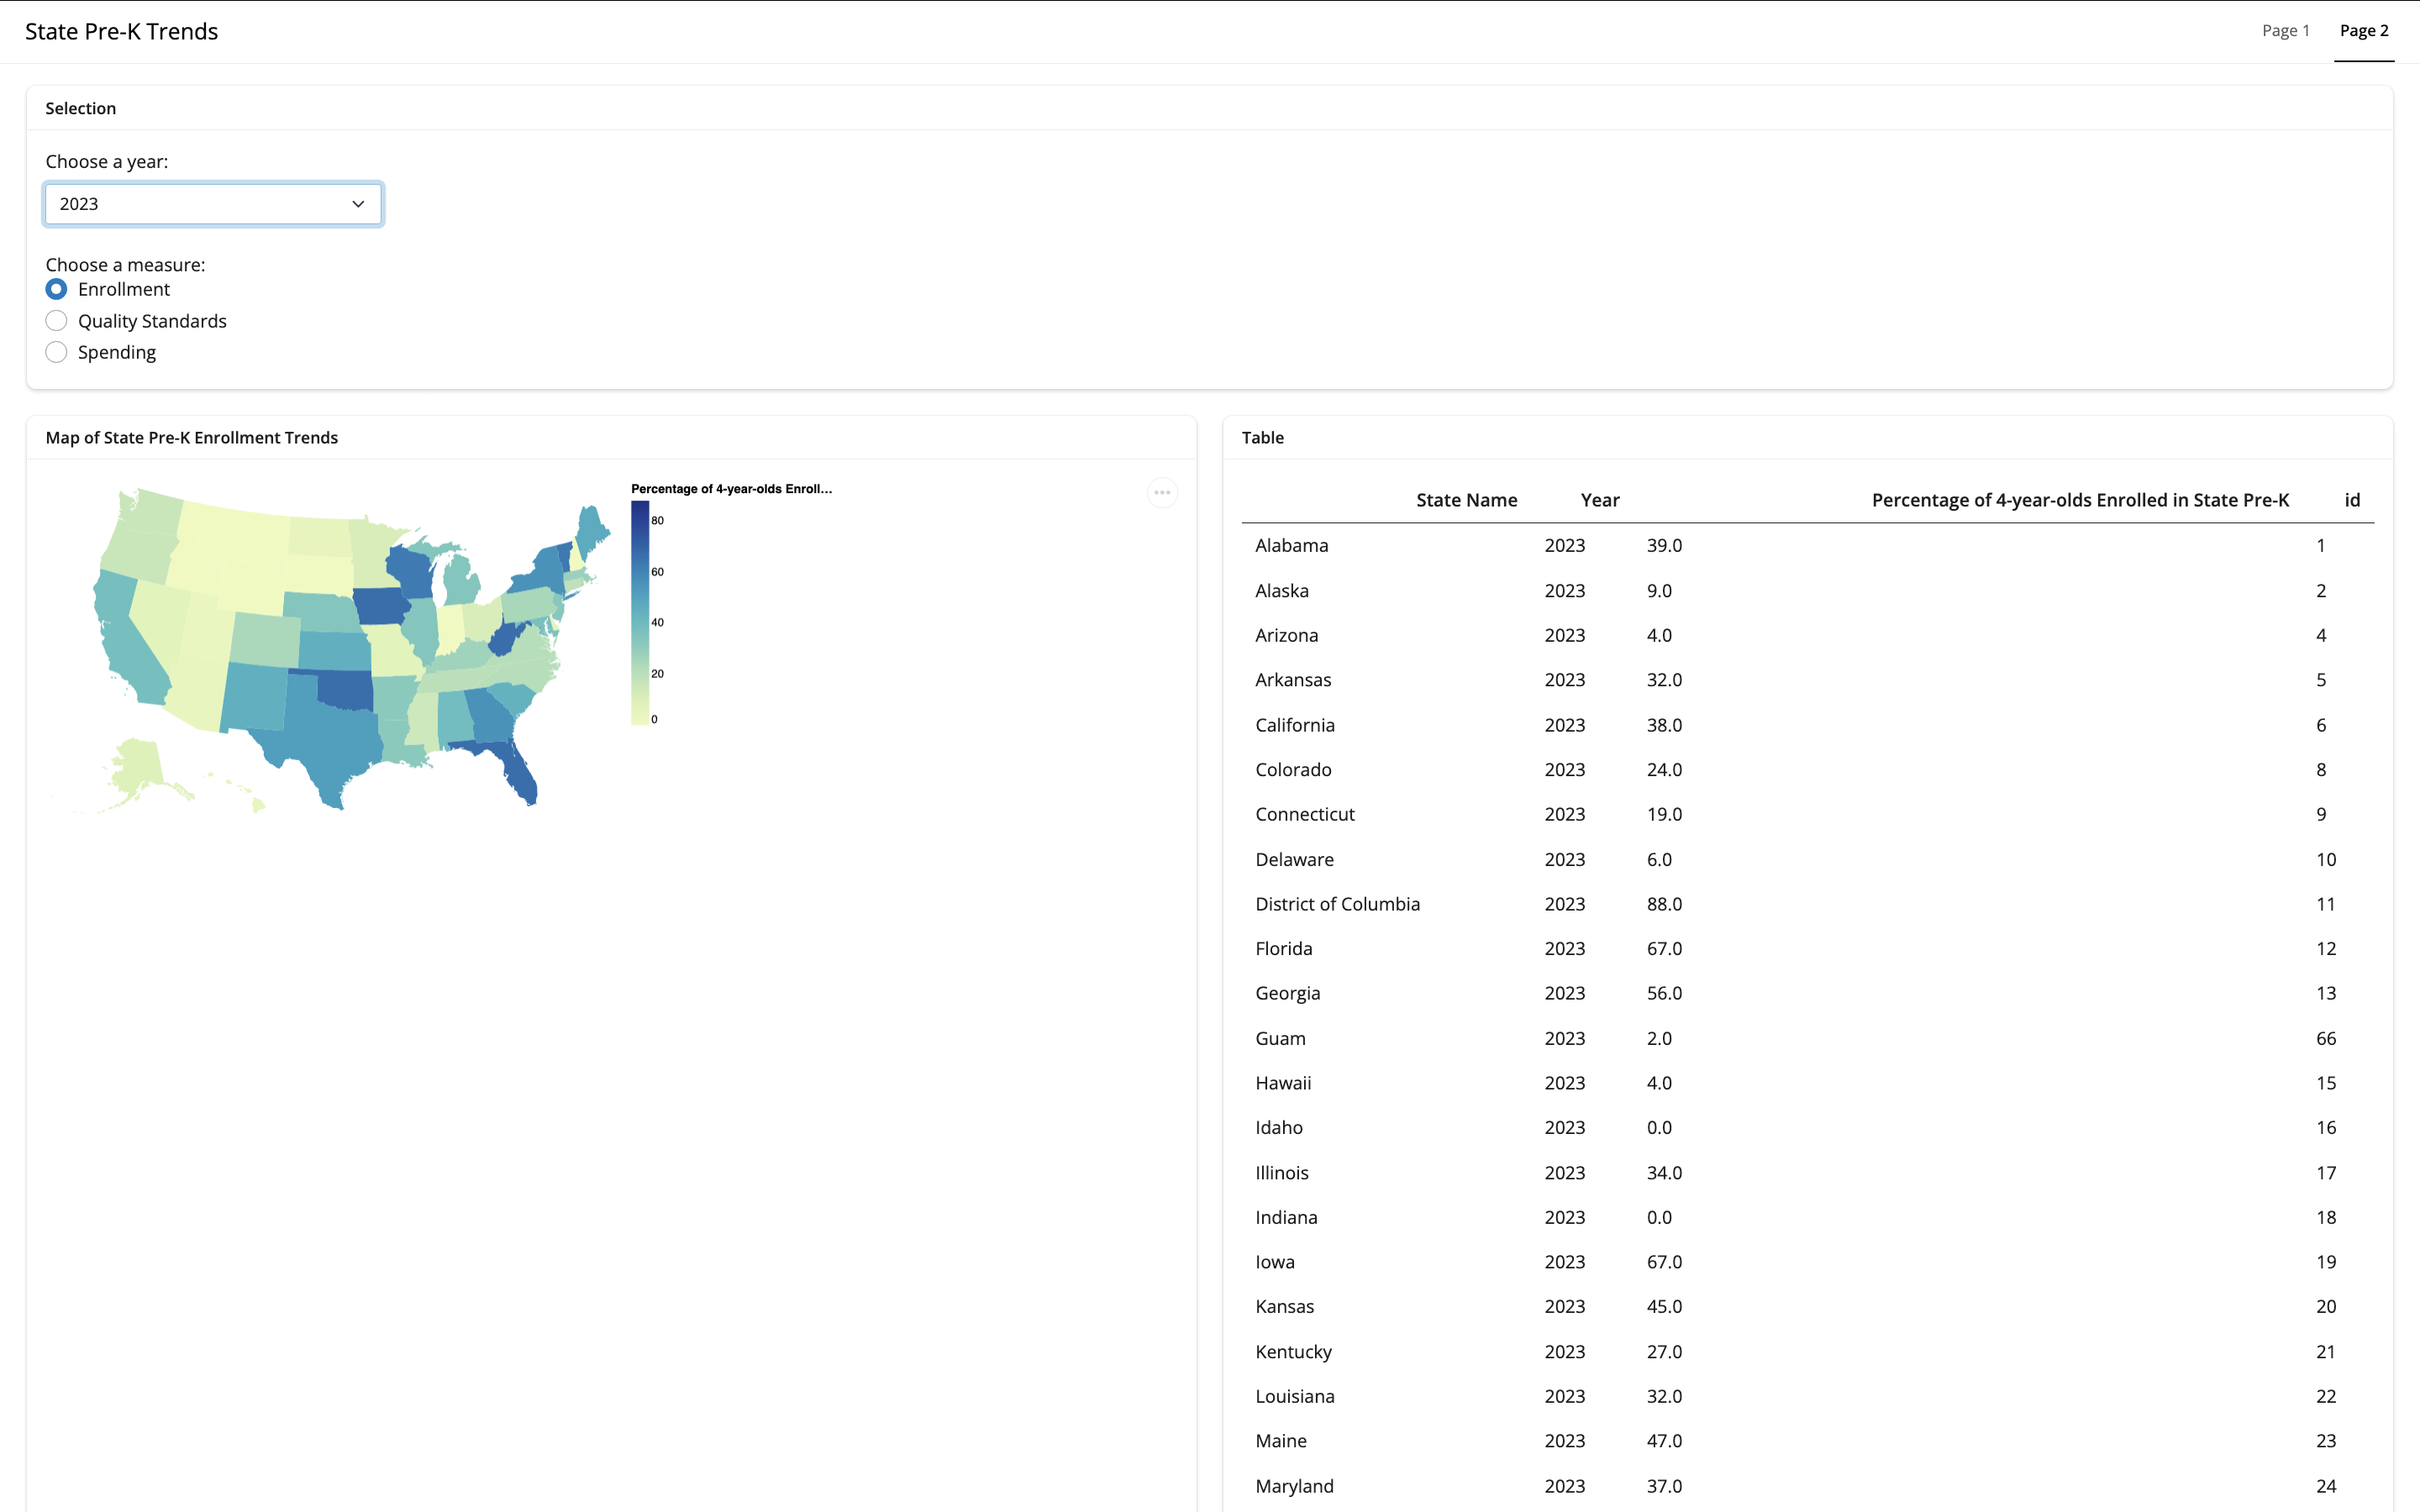 State Pre-K Trends
Page 1 Page 2
Selection
Choose a year:
2023
Choose a measure:
Enrollment
Quality Standards
Spending
Map of State Pre-K Enrollment Trends
Percentage of 4-year-olds Enroll...
80
60
40
20
0
Table
State Name Year Percentage of 4-year-olds Enrolled in State Pre-K id
Alabama 2023 39.0 1
Alaska 2023 9.0 2
Arizona 2023 4.0 4
Arkansas 2023 32.0 5
California 2023 38.0 6
Colorado 2023 24.0 8
Connecticut 2023 19.0 9
Delaware 2023 6.0 10
District of Columbia 2023 88.0 11
Florida 2023 67.0 12
Georgia 2023 56.0 13
Guam 2023 2.0 66
Hawaii 2023 4.0 15
Idaho 2023 0.0 16
Illinois 2023 34.0 17
Indiana 2023 0.0 18
Iowa 2023 67.0 19
Kansas 2023 45.0 20
Kentucky 2023 27.0 21
Louisiana 2023 32.0 22
Maine 2023 47.0 23
Maryland 2023 37.0 24